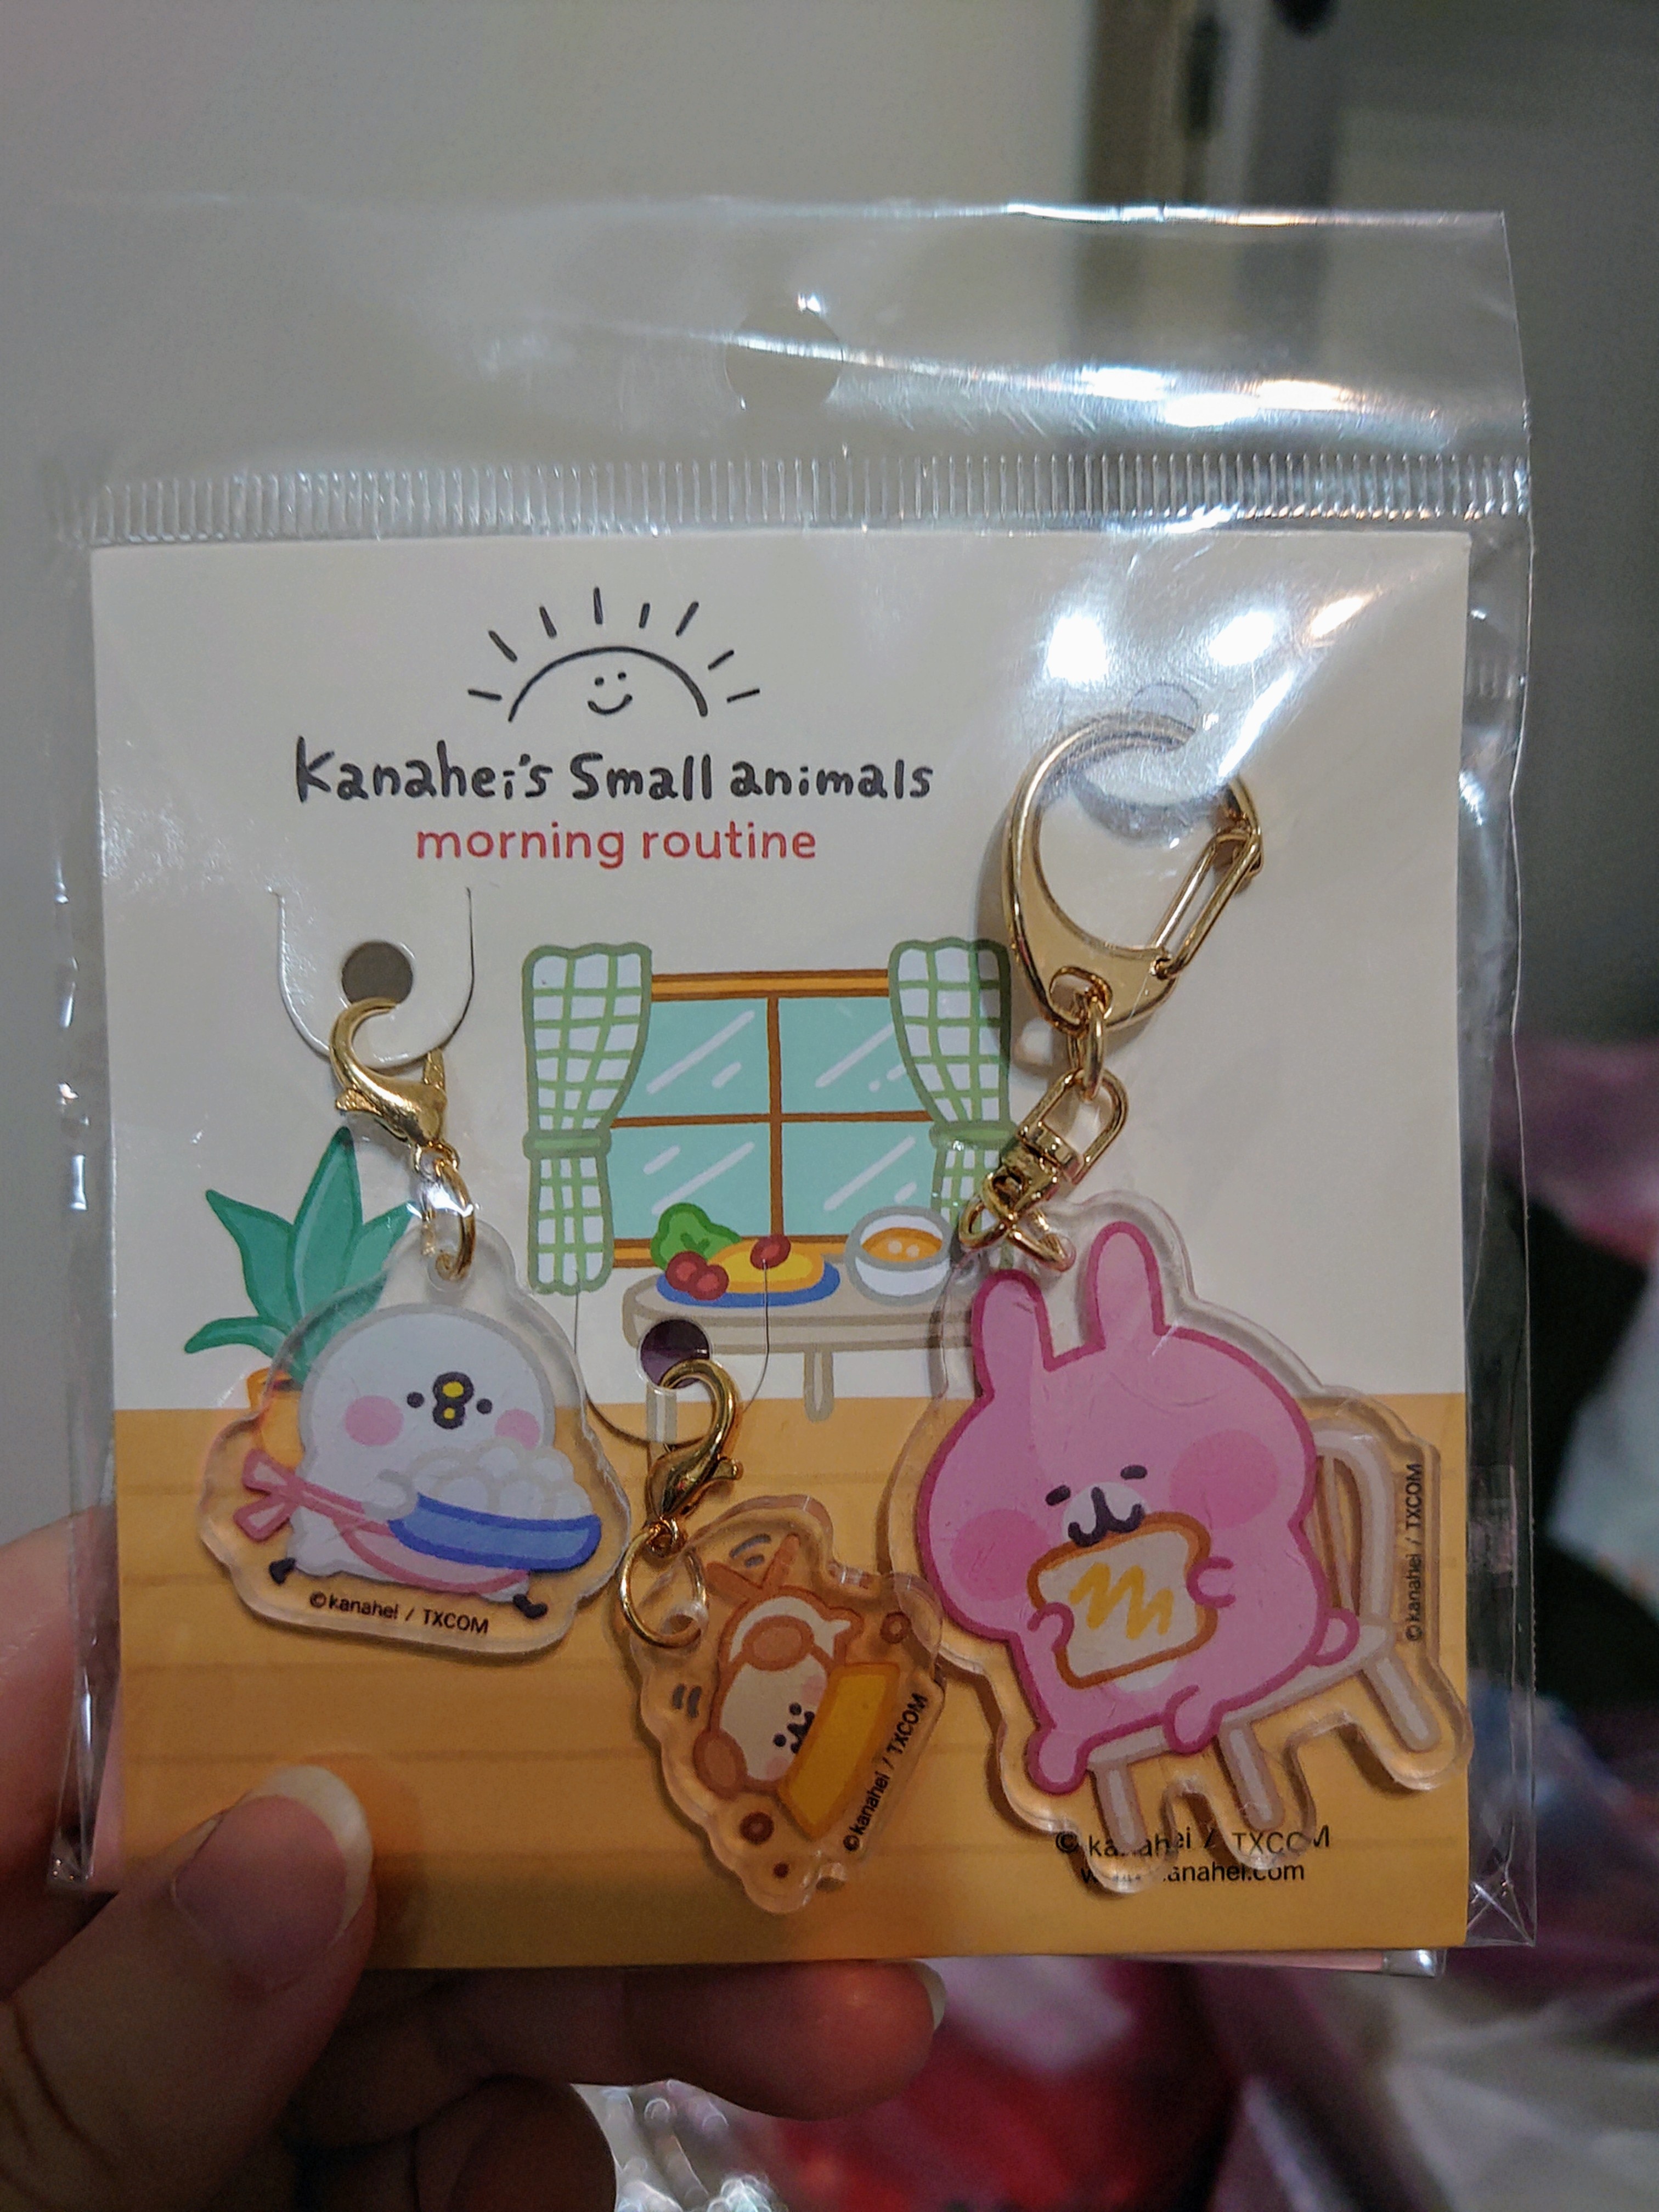 Kanahei's Small animals
morning routine
©kanahei / TXCOM
©kanahei / TXCOM
©kanahei / TXCOM
© kanahei / TXCOM